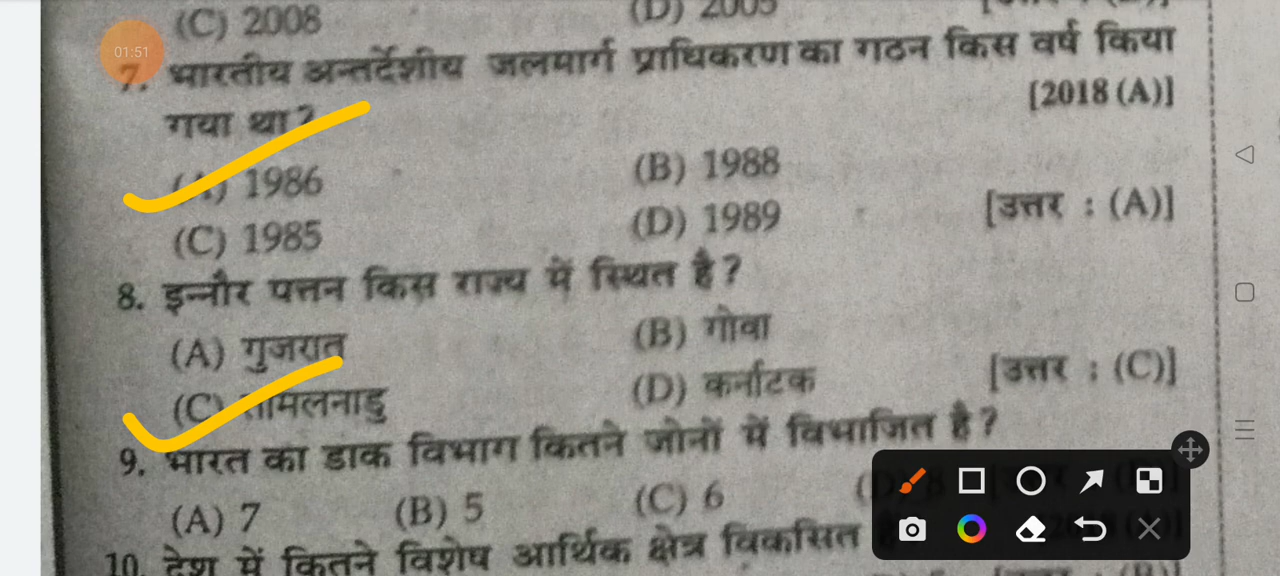 (C) 2008 (D) 2005
01:51
7. भारतीय अन्तर्देशीय जलमार्ग प्राधिकरण का गठन किस वर्ष किया
गया था? [2018 (A)]
(A) 1986 (B) 1988
(C) 1985 (D) 1989 [उत्तर : (A)]
8. इन्नौर पत्तन किस राज्य में स्थित है?
(A) गुजरात (B) गोवा
(C) तामिलनाडु (D) कर्नाटक [उत्तर : (C)]
9. भारत का डाक विभाग कितने जोनों में विभाजित है?
(A) 7 (B) 5 (C) 6
10. देश में कितने विशेष आर्थिक क्षेत्र विकसित